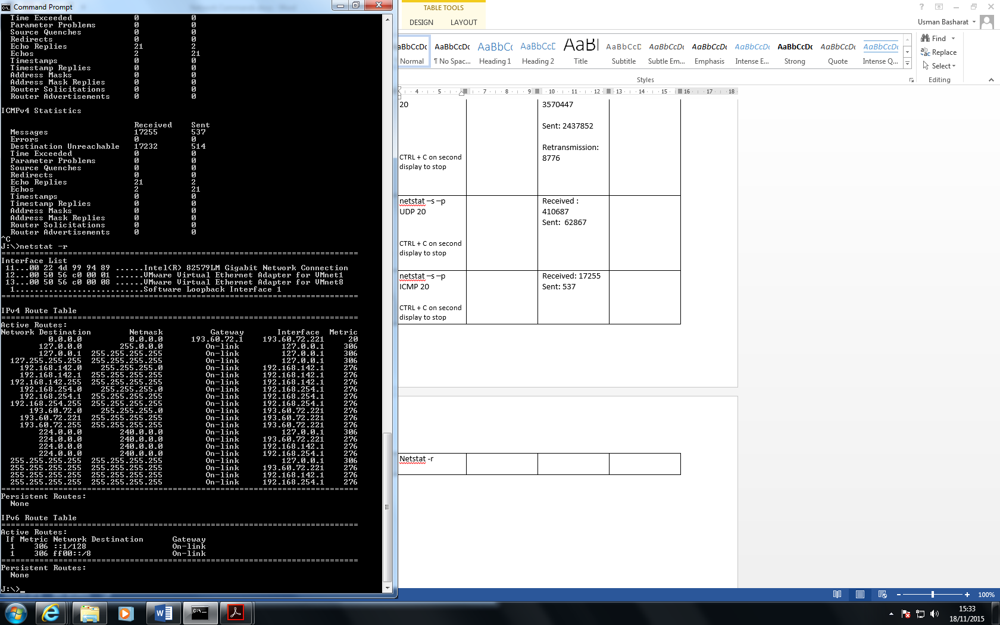 Command Prompt
Time Exceeded 0 0
Parameter Problems 0 0
Source Quenches 0 0
Redirects 0 0
Echo Replies 21 2
Echos 2 21
Timestamps 0 0
Timestamp Replies 0 0
Address Masks 0 0
Address Mask Replies 0 0
Router Solicitations 0 0
Router Advertisements 0 0
ICMPv4 Statistics
Received Sent
Messages 17255 537
Errors 0 0
Destination Unreachable 17232 514
Time Exceeded 0 0
Parameter Problems 0 0
Source Quenches 0 0
Redirects 0 0
Echo Replies 21 2
Echos 2 21
Timestamps 0 0
Timestamp Replies 0 0
Address Masks 0 0
Address Mask Replies 0 0
Router Solicitations 0 0
Router Advertisements 0 0
^C
J:\>netstat -r
===========================================================================
Interface List
11...00 22 4d 99 94 89 ......Intel(R) 82579LM Gigabit Network Connection
12...00 50 56 c0 00 01 ......VMware Virtual Ethernet Adapter for VMnet1
13...00 50 56 c0 00 08 ......VMware Virtual Ethernet Adapter for VMnet8
1...........................Software Loopback Interface 1
===========================================================================
IPv4 Route Table
===========================================================================
Active Routes:
Network Destination Netmask Gateway Interface Metric
0.0.0.0 0.0.0.0 193.60.72.1 193.60.72.221 20
127.0.0.0 255.0.0.0 On-link 127.0.0.1 306
127.0.0.1 255.255.255.255 On-link 127.0.0.1 306
127.255.255.255 255.255.255.255 On-link 127.0.0.1 306
192.168.142.0 255.255.255.0 On-link 192.168.142.1 276
192.168.142.1 255.255.255.255 On-link 192.168.142.1 276
192.168.142.255 255.255.255.255 On-link 192.168.142.1 276
192.168.254.0 255.255.255.0 On-link 192.168.254.1 276
192.168.254.1 255.255.255.255 On-link 192.168.254.1 276
192.168.254.255 255.255.255.255 On-link 192.168.254.1 276
193.60.72.0 255.255.255.0 On-link 193.60.72.221 276
193.60.72.221 255.255.255.255 On-link 193.60.72.221 276
193.60.72.255 255.255.255.255 On-link 193.60.72.221 276
224.0.0.0 240.0.0.0 On-link 127.0.0.1 306
224.0.0.0 240.0.0.0 On-link 193.60.72.221 276
224.0.0.0 240.0.0.0 On-link 192.168.142.1 276
224.0.0.0 240.0.0.0 On-link 192.168.254.1 276
255.255.255.255 255.255.255.255 On-link 127.0.0.1 306
255.255.255.255 255.255.255.255 On-link 193.60.72.221 276
255.255.255.255 255.255.255.255 On-link 192.168.142.1 276
255.255.255.255 255.255.255.255 On-link 192.168.254.1 276
===========================================================================
Persistent Routes:
None
IPv6 Route Table
===========================================================================
Active Routes:
If Metric Network Destination Gateway
1 306 ::1/128 On-link
1 306 ff00::/8 On-link
===========================================================================
Persistent Routes:
None
J:\>_
TABLE TOOLS
DESIGN LAYOUT
Usman Basharat
AaBbCcDc AaBbCcDc AaBbCc AaBbCcD AaBl AaBbCcD AaBbCcDc AaBbCcDc AaBbCcDc AaBbCcDc AaBbCcDc AaBbCcDc
Normal ¶ No Spac... Heading 1 Heading 2 Title Subtitle Subtle Em... Emphasis Intense E... Strong Quote Intense Q...
Styles
Find
Replace
Select
Editing
4 5 7 8 9 10 11 12 13 14 15 16 17 18
20
CTRL + C on second
display to stop
3570447
Sent: 2437852
Retransmission:
8776
netstat –s –p
UDP 20
CTRL + C on second
display to stop
Received :
410687
Sent: 62867
netstat –s –p
ICMP 20
CTRL + C on second
display to stop
Received: 17255
Sent: 537
Netstat -r
100%
15:33
18/11/2015